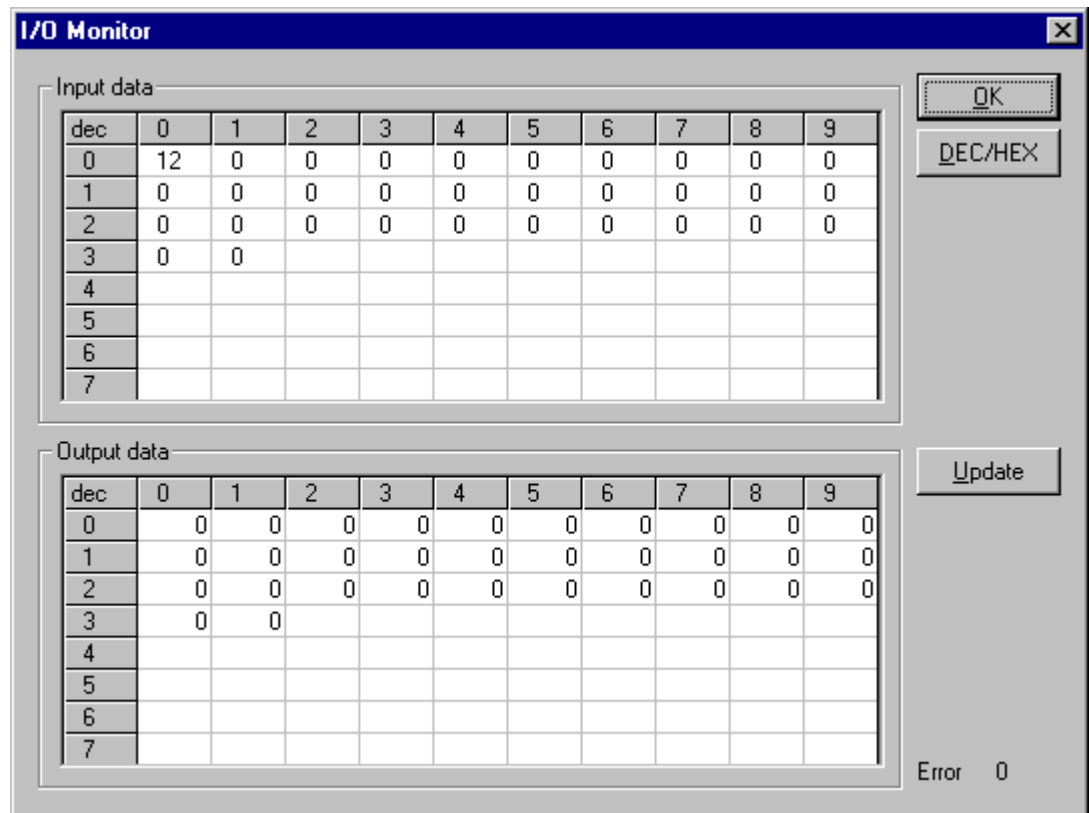 I/O Monitor
Input data
OK
dec 0 1 2 3 4 5 6 7 8 9
DEC/HEX
0 12 0 0 0 0 0 0 0 0 0
1 0 0 0 0 0 0 0 0 0 0
2 0 0 0 0 0 0 0 0 0 0
3 0 0
4
5
6
7
Output data
Update
dec 0 1 2 3 4 5 6 7 8 9
0 0 0 0 0 0 0 0 0 0 0
1 0 0 0 0 0 0 0 0 0 0
2 0 0 0 0 0 0 0 0 0 0
3 0 0
4
5
6
7
Error 0